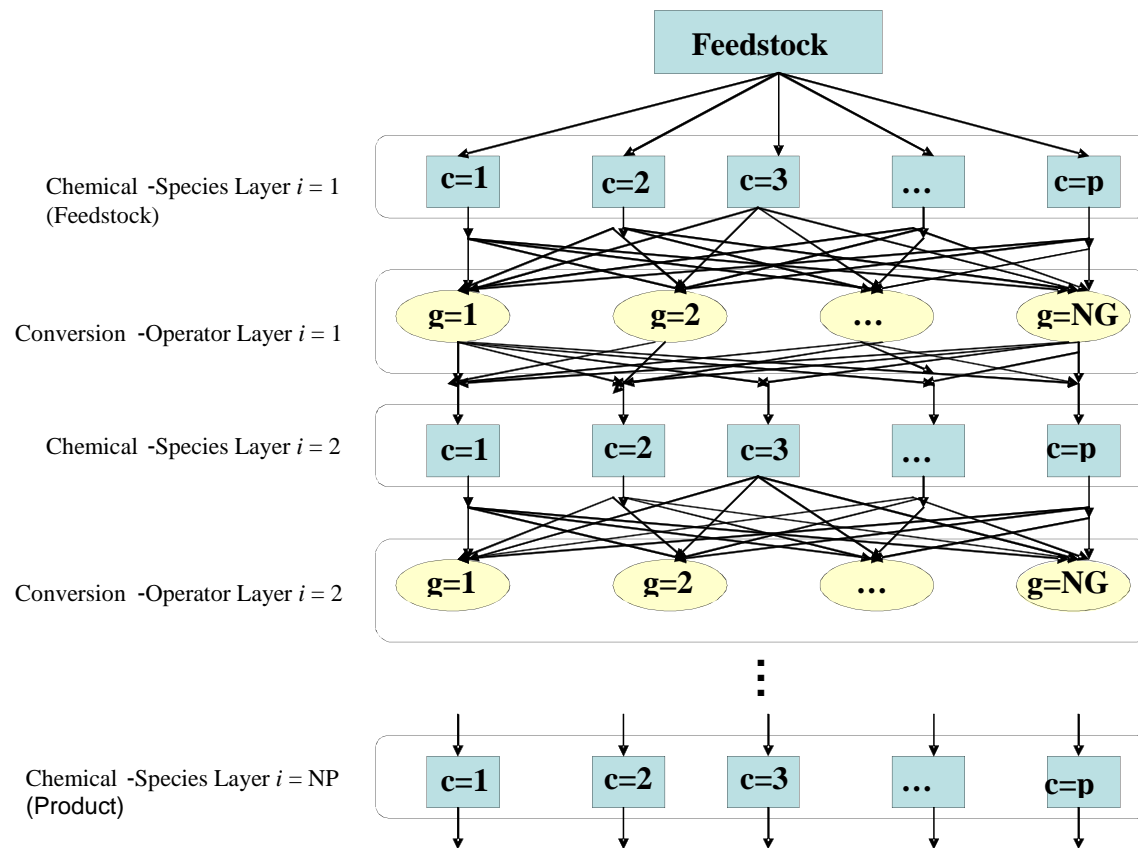 Feedstock
Chemical -Species Layer i = 1
(Feedstock)
c=1
c=2
c=3
...
c=p
Conversion -Operator Layer i = 1
g=1
g=2
...
g=NG
Chemical -Species Layer i = 2
c=1
c=2
c=3
...
c=p
Conversion -Operator Layer i = 2
g=1
g=2
...
g=NG
⋮
Chemical -Species Layer i = NP
(Product)
c=1
c=2
c=3
...
c=p